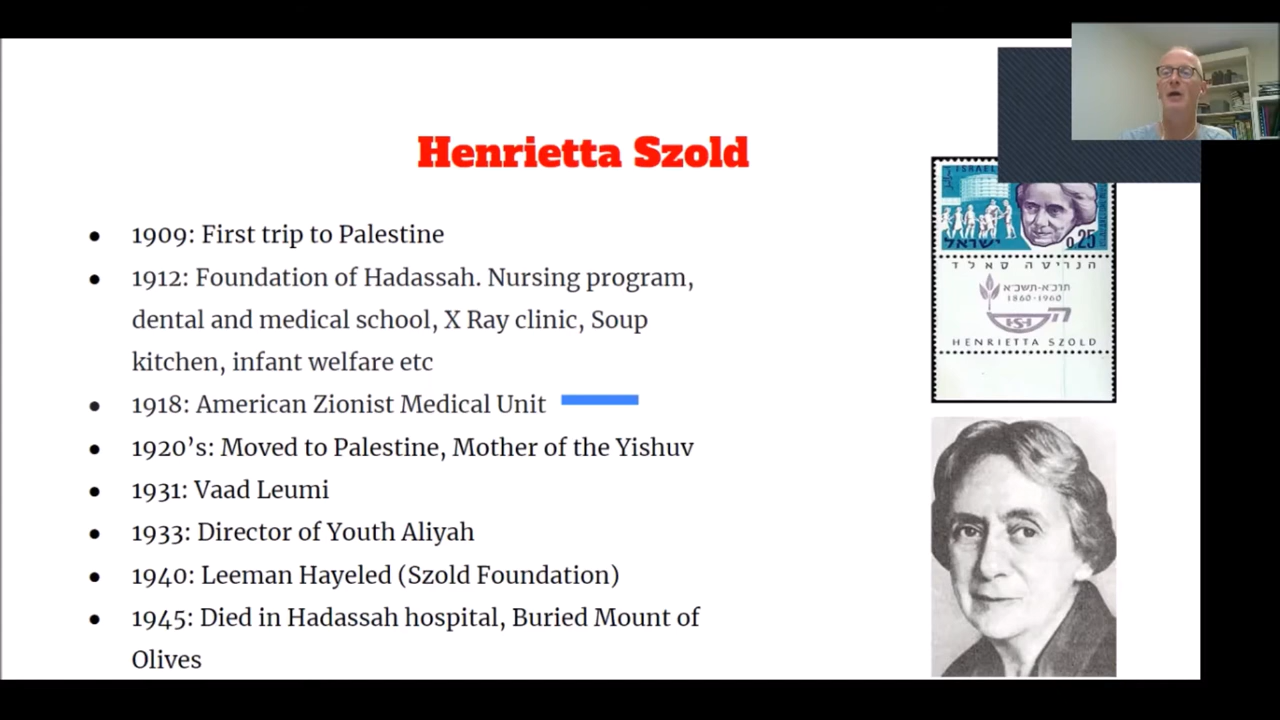 Henrietta Szold
● 1909: First trip to Palestine
● 1912: Foundation of Hadassah. Nursing program,
dental and medical school, X Ray clinic, Soup
kitchen, infant welfare etc
● 1918: American Zionist Medical Unit
● 1920’s: Moved to Palestine, Mother of the Yishuv
● 1931: Vaad Leumi
● 1933: Director of Youth Aliyah
● 1940: Leeman Hayeled (Szold Foundation)
● 1945: Died in Hadassah hospital, Buried Mount of
Olives
ISRAEL
ישראל
0.25
הנריטה סאלד
תרכ״א-תשכ״א
1860-1960
HENRIETTA SZOLD